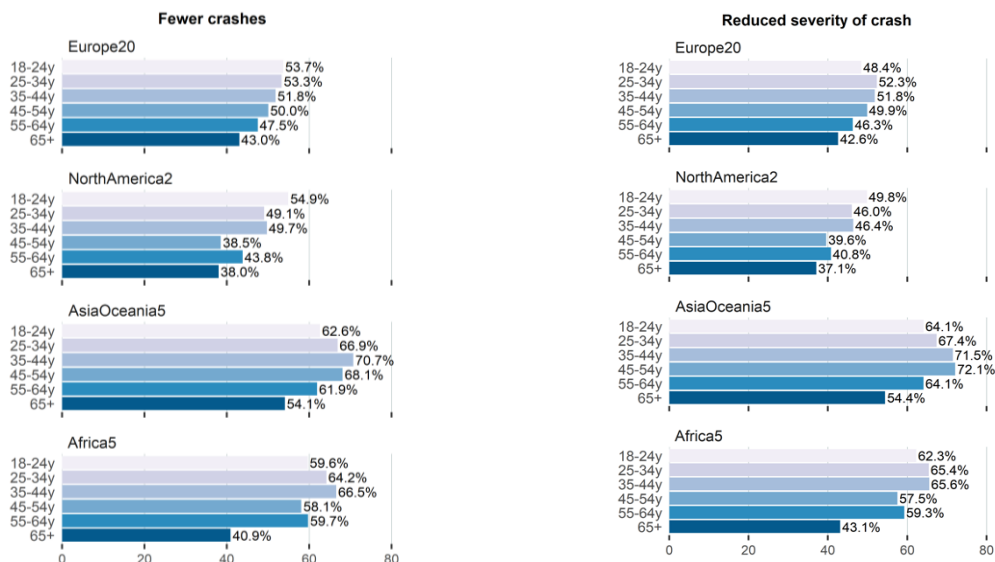 Fewer crashes
Europe20
18-24y 53.7%
25-34y 53.3%
35-44y 51.8%
45-54y 50.0%
55-64y 47.5%
65+ 43.0%
NorthAmerica2
18-24y 54.9%
25-34y 49.1%
35-44y 49.7%
45-54y 38.5%
55-64y 43.8%
65+ 38.0%
AsiaOceania5
18-24y 62.6%
25-34y 66.9%
35-44y 70.7%
45-54y 68.1%
55-64y 61.9%
65+ 54.1%
Africa5
18-24y 59.6%
25-34y 64.2%
35-44y 66.5%
45-54y 58.1%
55-64y 59.7%
65+ 40.9%
0 20 40 60 80
Reduced severity of crash
Europe20
18-24y 48.4%
25-34y 52.3%
35-44y 51.8%
45-54y 49.9%
55-64y 46.3%
65+ 42.6%
NorthAmerica2
18-24y 49.8%
25-34y 46.0%
35-44y 46.4%
45-54y 39.6%
55-64y 40.8%
65+ 37.1%
AsiaOceania5
18-24y 64.1%
25-34y 67.4%
35-44y 71.5%
45-54y 72.1%
55-64y 64.1%
65+ 54.4%
Africa5
18-24y 62.3%
25-34y 65.4%
35-44y 65.6%
45-54y 57.5%
55-64y 59.3%
65+ 43.1%
0 20 40 60 80